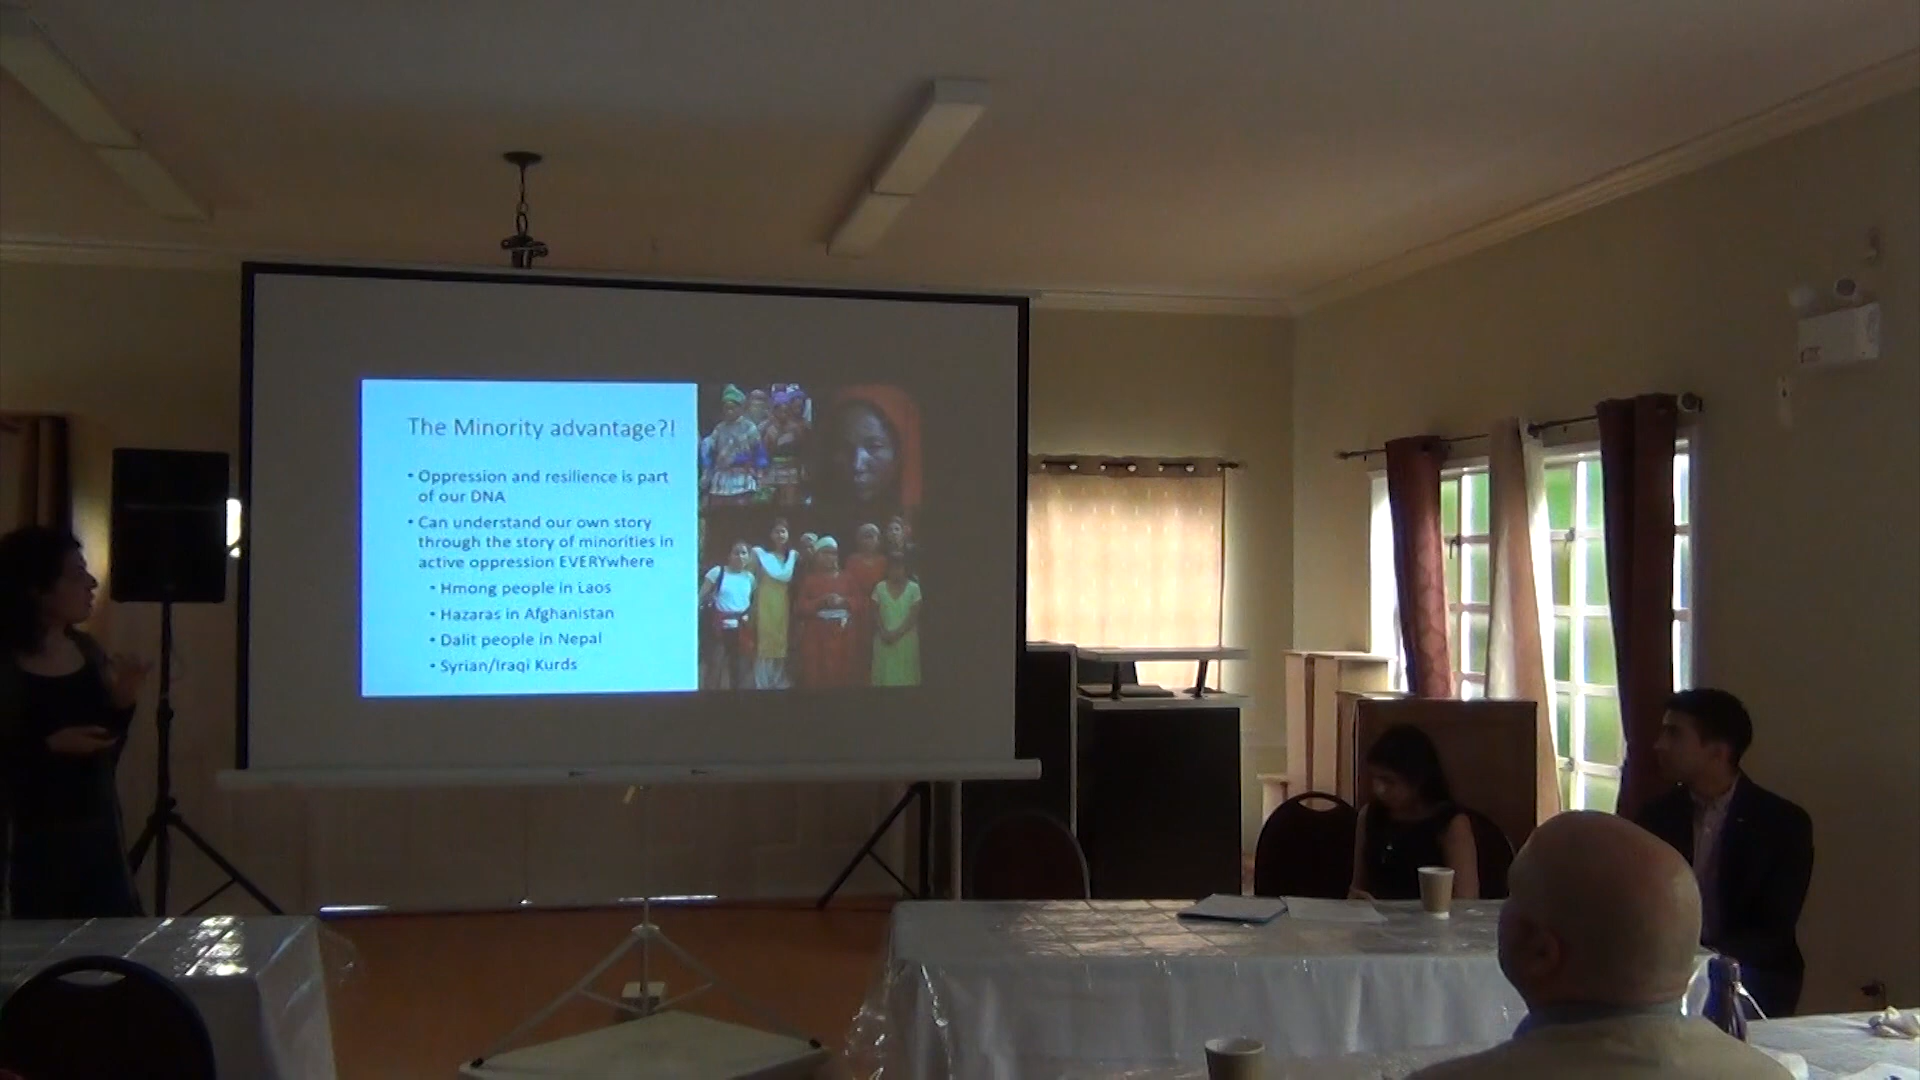 The Minority advantage?!
• Oppression and resilience is part
of our DNA
• Can understand our own story
through the story of minorities in
active oppression EVERYwhere
• Hmong people in Laos
• Hazaras in Afghanistan
• Dalit people in Nepal
• Syrian/Iraqi Kurds